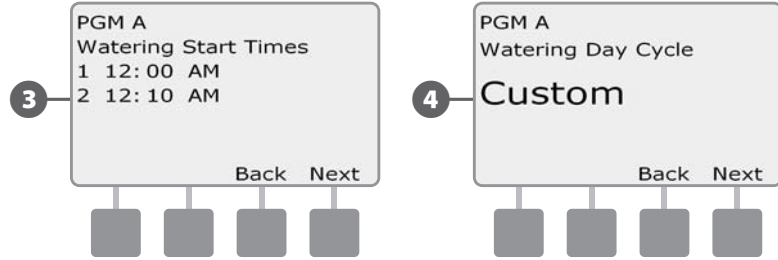 3
PGM A
Watering Start Times
1 12:00 AM
2 12:10 AM
Back Next
4
PGM A
Watering Day Cycle
Custom
Back Next